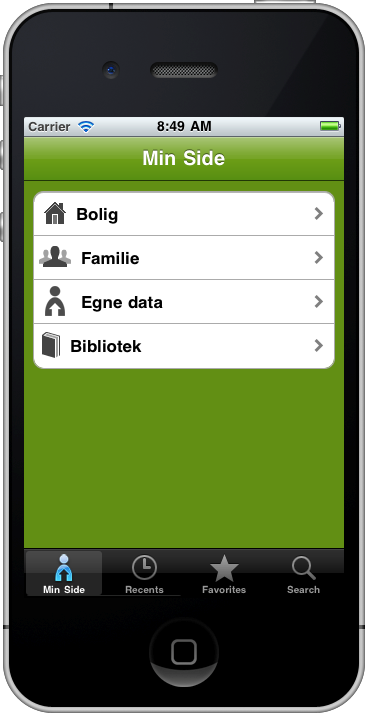 Carrier 8:49 AM
Min Side
Bolig
Familie
Egne data
Bibliotek
Min Side Recents Favorites Search